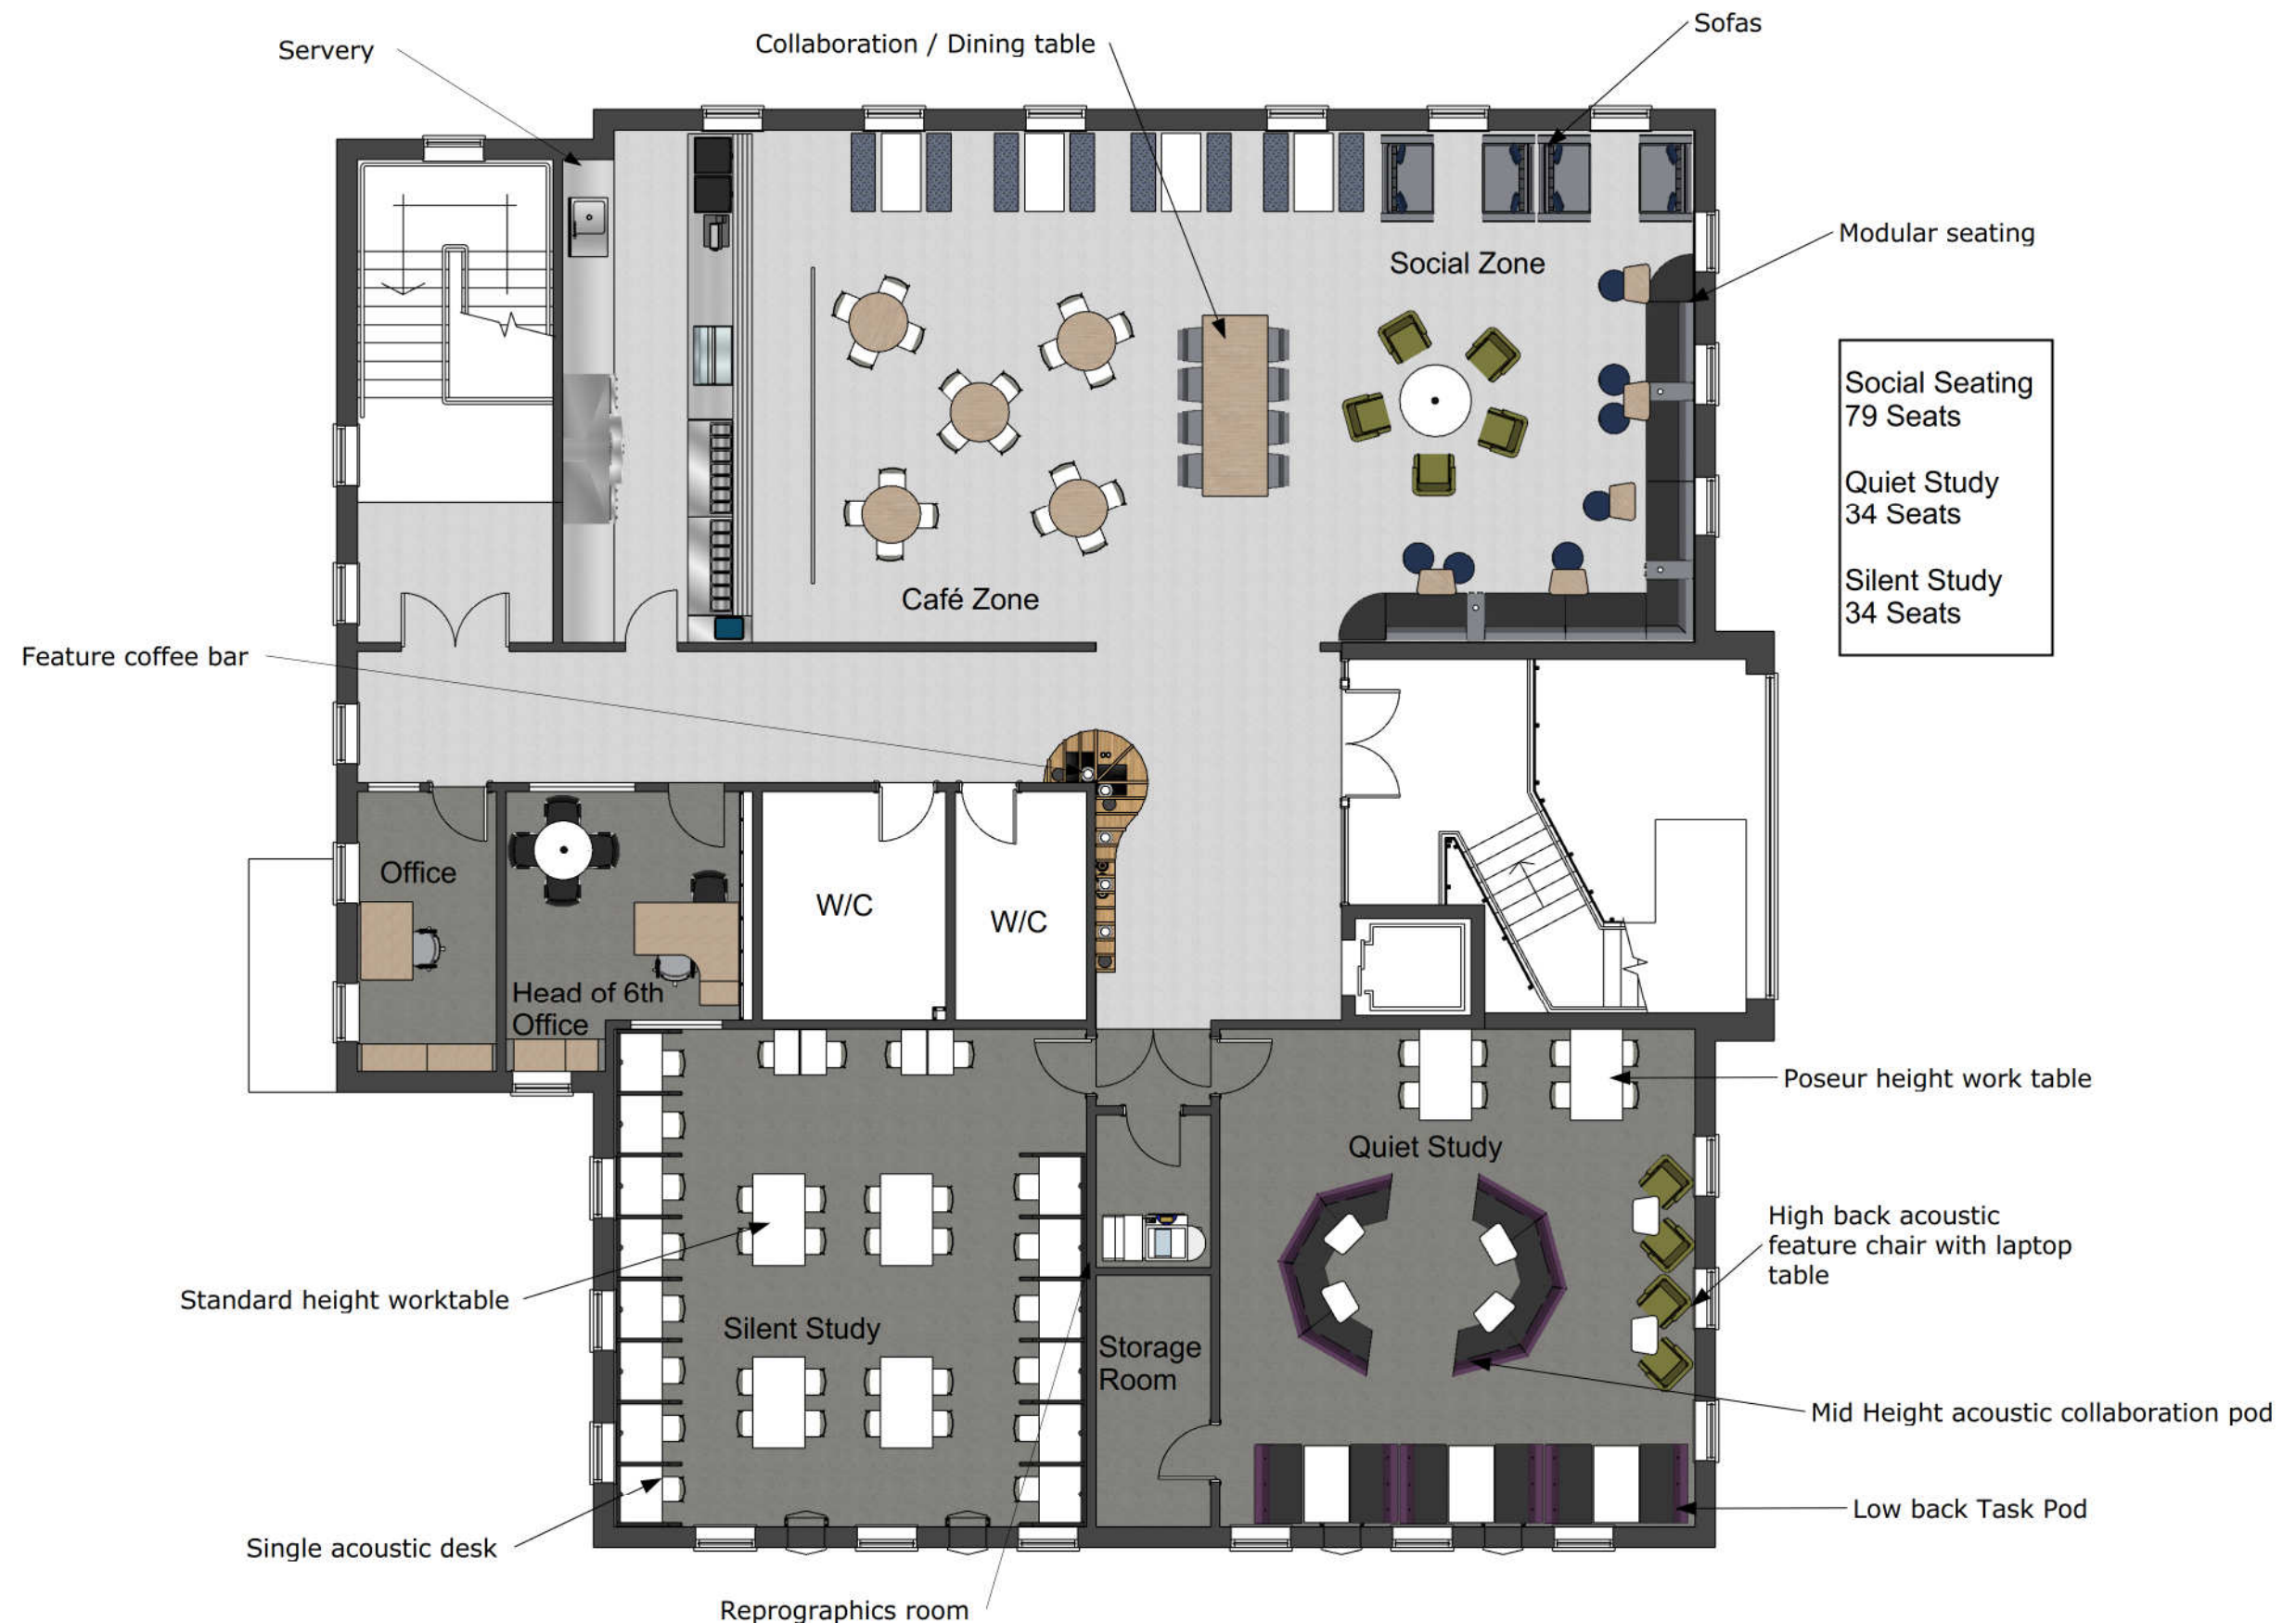 Sofas
Servery
Collaboration / Dining table
Modular seating
Social Zone
Social Seating
79 Seats
Quiet Study
34 Seats
Silent Study
34 Seats
Café Zone
Feature coffee bar
Office
W/C
W/C
Head of 6th
Office
Poseur height work table
Quiet Study
High back acoustic
feature chair with laptop
table
Standard height worktable
Silent Study
Storage
Room
Mid Height acoustic collaboration pod
Low back Task Pod
Single acoustic desk
Reprographics room